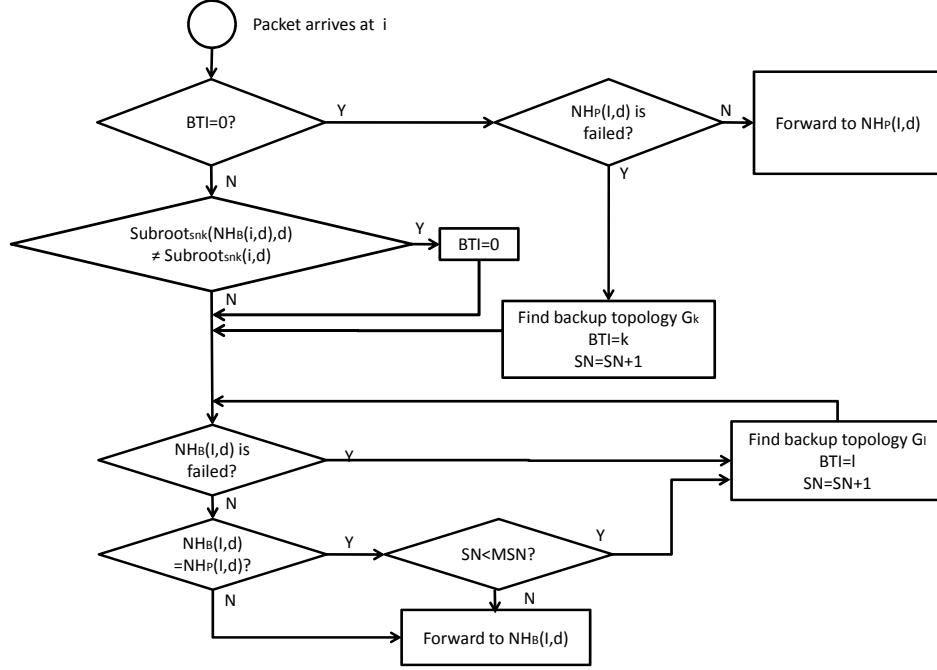 Packet arrives at i
BTI=0?
Y
NHP(I,d) is
failed?
N
Forward to NHP(I,d)
N
Y
Subrootsnk(NHB(i,d),d)
≠ Subrootsnk(i,d)
Y
BTI=0
N
Find backup topology Gk
BTI=k
SN=SN+1
NHB(I,d) is
failed?
Y
Find backup topology Gl
BTI=l
SN=SN+1
N
NHB(I,d)
=NHP(I,d)?
Y
SN<MSN?
Y
N
N
Forward to NHB(I,d)